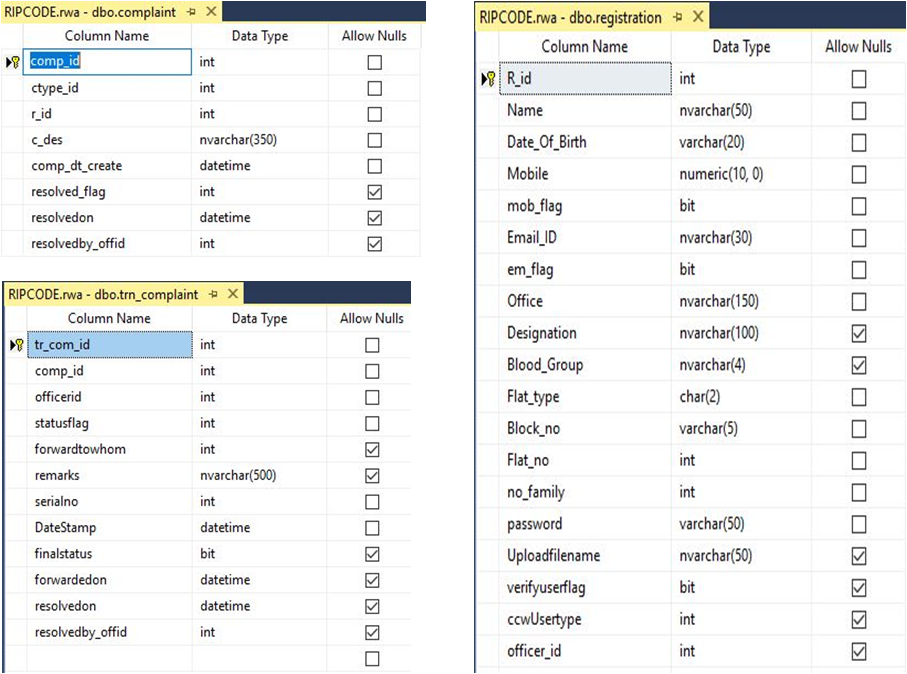 RIPCODE.rwa - dbo.complaint
Column Name Data Type Allow Nulls
comp_id int
ctype_id int
r_id int
c_des nvarchar(350)
comp_dt_create datetime
resolved_flag int
resolvedon datetime
resolvedby_offid int
RIPCODE.rwa - dbo.trn_complaint
Column Name Data Type Allow Nulls
tr_com_id int
comp_id int
officerid int
statusflag int
forwardtowhom int
remarks nvarchar(500)
serialno int
DateStamp datetime
finalstatus bit
forwardedon datetime
resolvedon datetime
resolvedby_offid int
RIPCODE.rwa - dbo.registration
Column Name Data Type Allow Nulls
R_id int
Name nvarchar(50)
Date_Of_Birth varchar(20)
Mobile numeric(10, 0)
mob_flag bit
Email_ID nvarchar(30)
em_flag bit
Office nvarchar(150)
Designation nvarchar(100)
Blood_Group nvarchar(4)
Flat_type char(2)
Block_no varchar(5)
Flat_no int
no_family int
password varchar(50)
Uploadfilename nvarchar(50)
verifyuserflag bit
ccwUsertype int
officer_id int